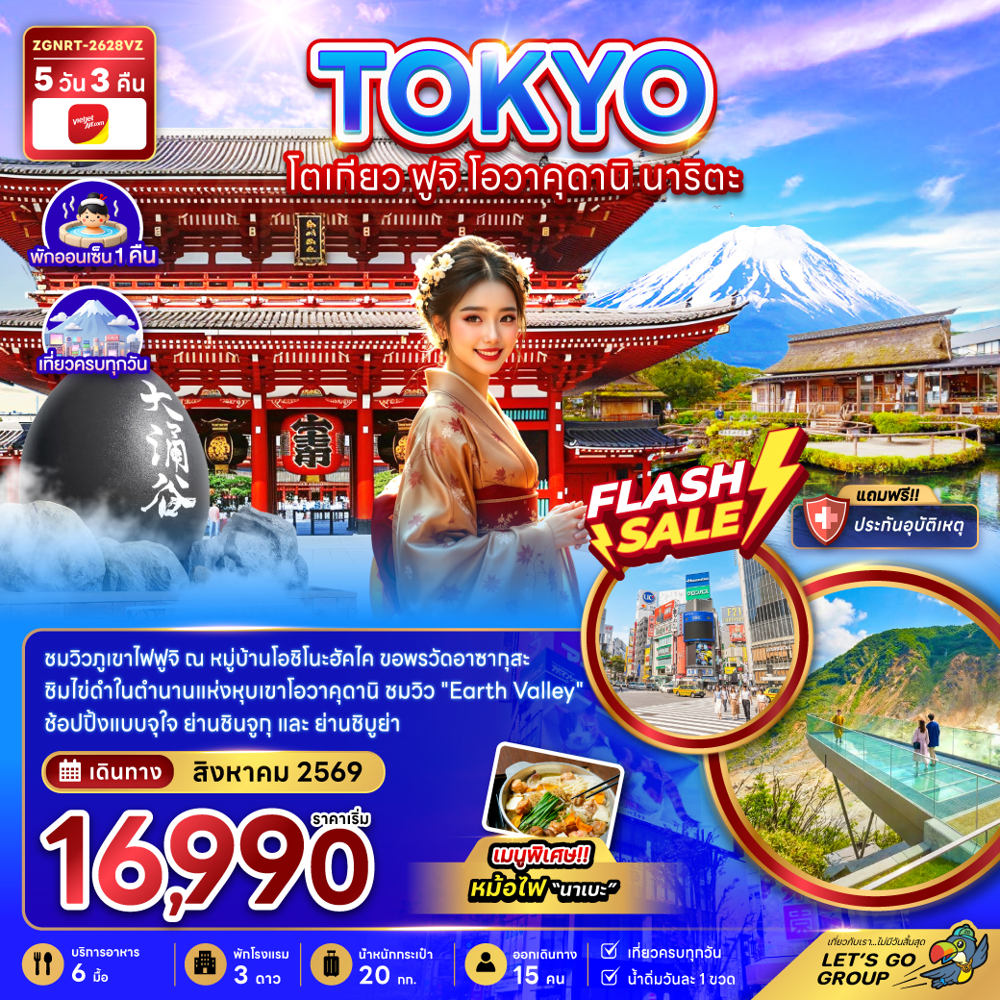 ZGNRT-2628VZ
5 วัน 3 คืน
vietjet Air.com
TOKYO
โตเกียว ฟูจิ โอวาคุดานิ นาริตะ
พักออนเซ็น 1 คืน
เที่ยวครบทุกวัน
大涌谷
FLASH
SALE
แถมฟรี!!
ประกันอุบัติเหตุ
ชมวิวภูเขาไฟฟูจิ ณ หมู่บ้านโอชิโนะฮัคไค ขอพรวัดอาซากุสะ
ชิมไข่ดำในตำนานแห่งหุบเขาโอวาคุดานิ ชมวิว "Earth Valley"
ช้อปปิ้งแบบจุใจ ย่านชินจูกุ และ ย่านชิบูย่า
เดินทาง สิงหาคม 2569
ราคาเริ่ม
16,990
เมนูพิเศษ!!
หม้อไฟ "นาเบะ"
บริการอาหาร
6 มื้อ
พักโรงแรม
3 ดาว
น้ำหนักกระเป๋า
20 กก.
ออกเดินทาง
15 คน
เที่ยวครบทุกวัน
น้ำดื่มวันละ 1 ขวด
เที่ยวกับเรา...ไม่มีวันสิ้นสุด
LET'S GO
GROUP